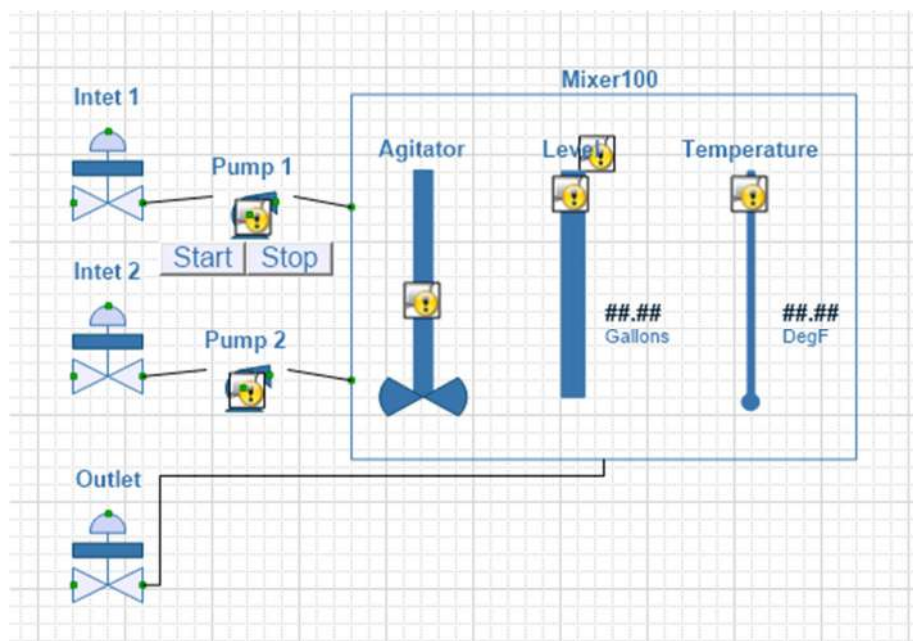 Mixer100
Intet 1
Agitator
Level
Temperature
Pump 1
Start
Stop
Intet 2
##.##
Gallons
##.##
DegF
Pump 2
Outlet